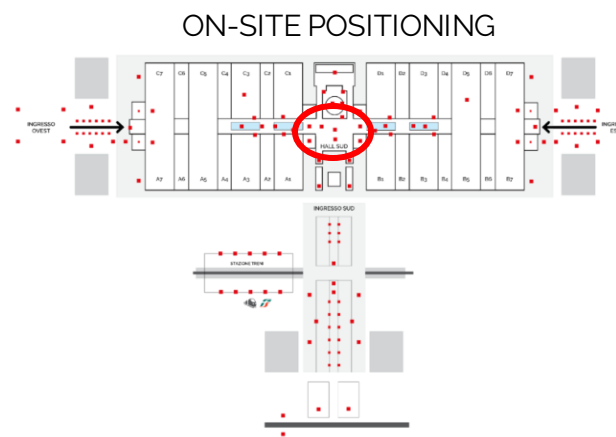 ON-SITE POSITIONING
C7 C6 C5 C4 C3 C2 C1 D1 D2 D3 D4 D5 D6 D7
INGRESSO
OVEST
INGRE
ES
HALL SUD
A7 A6 A5 A4 A3 A2 A1 B1 B2 B3 B4 B5 B6 B7
INGRESSO SUD
STAZIONE TRENI